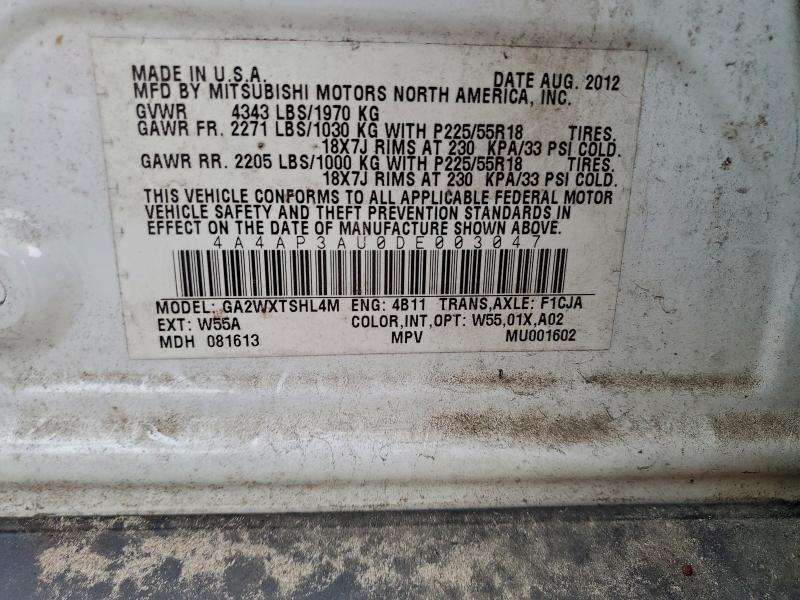 MADE IN U.S.A. DATE AUG. 2012
MFD BY MITSUBISHI MOTORS NORTH AMERICA, INC.
GVWR 4343 LBS/1970 KG
GAWR FR. 2271 LBS/1030 KG WITH P225/55R18 TIRES.
18X7J RIMS AT 230 KPA/33 PSI COLD.
GAWR RR. 2205 LBS/1000 KG WITH P225/55R18 TIRES.
18X7J RIMS AT 230 KPA/33 PSI COLD.
THIS VEHICLE CONFORMS TO ALL APPLICABLE FEDERAL MOTOR
VEHICLE SAFETY AND THEFT PREVENTION STANDARDS IN
EFFECT ON THE DATE OF MANUFACTURE SHOWN ABOVE.
4A4AP3AU0DE003047
MODEL: GA2WXTSHL4M ENG: 4B11 TRANS,AXLE: F1CJA
EXT: W55A COLOR,INT,OPT: W55,01X,A02
MDH 081613 MPV MU001602